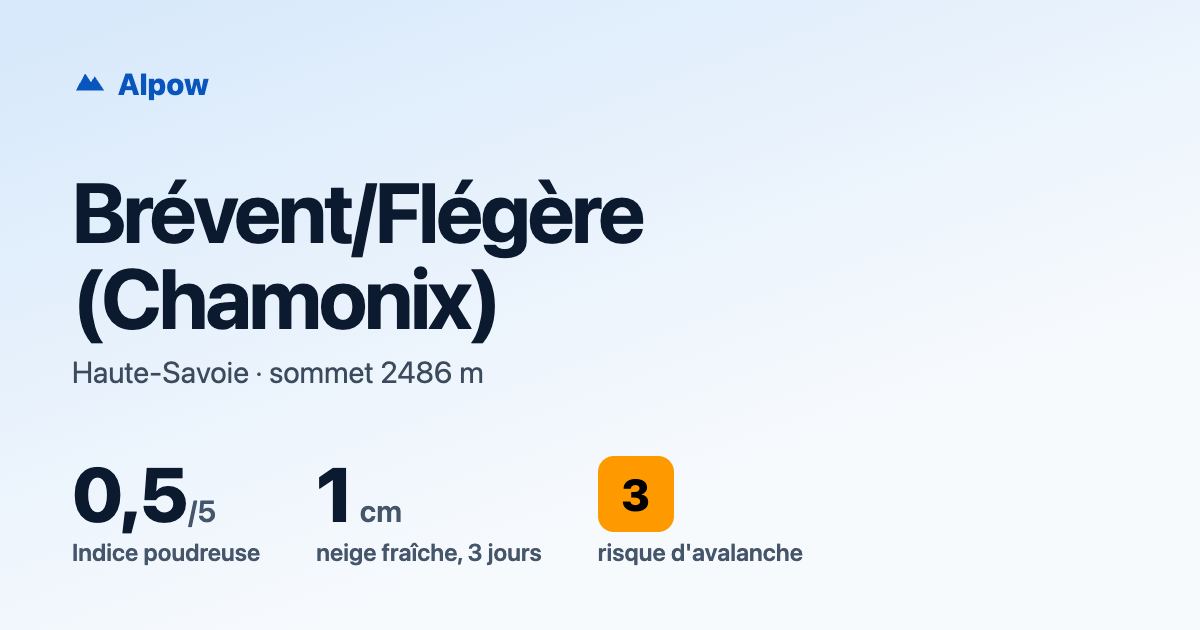 Alpow
Brévent/Flégère
(Chamonix)
Haute-Savoie · sommet 2486 m
0,5/5
Indice poudreuse
1 cm
neige fraîche, 3 jours
3
risque d'avalanche